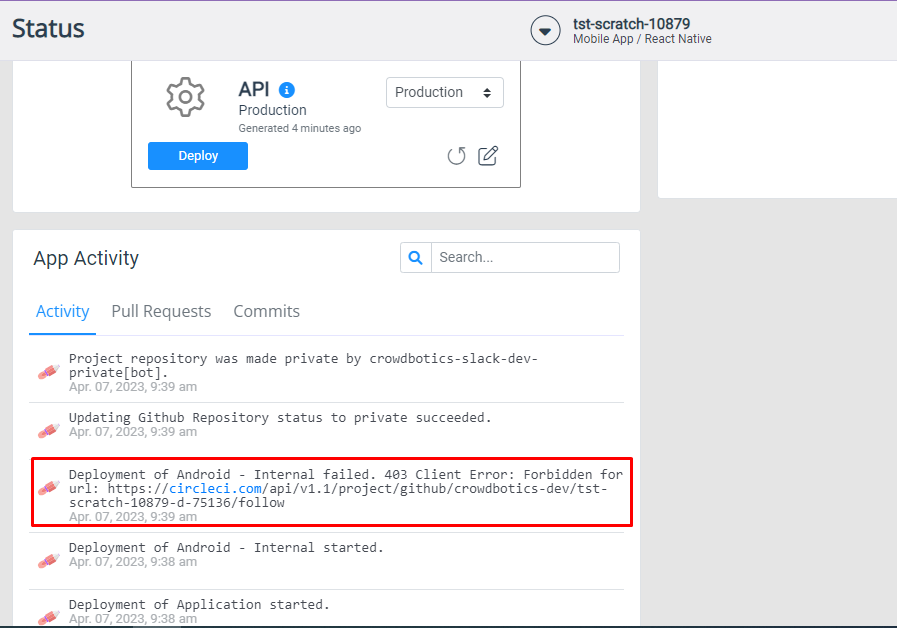 Status
tst-scratch-10879
Mobile App / React Native
API
Production
Production
Generated 4 minutes ago
Deploy
App Activity
Search...
Activity Pull Requests Commits
Project repository was made private by crowdbotics-slack-dev-
private[bot].
Apr. 07, 2023, 9:39 am
Updating Github Repository status to private succeeded.
Apr. 07, 2023, 9:39 am
Deployment of Android - Internal failed. 403 Client Error: Forbidden for
url: https://circleci.com/api/v1.1/project/github/crowdbotics-dev/tst-
scratch-10879-d-75136/follow
Apr. 07, 2023, 9:39 am
Deployment of Android - Internal started.
Apr. 07, 2023, 9:38 am
Deployment of Application started.
Apr. 07, 2023, 9:38 am